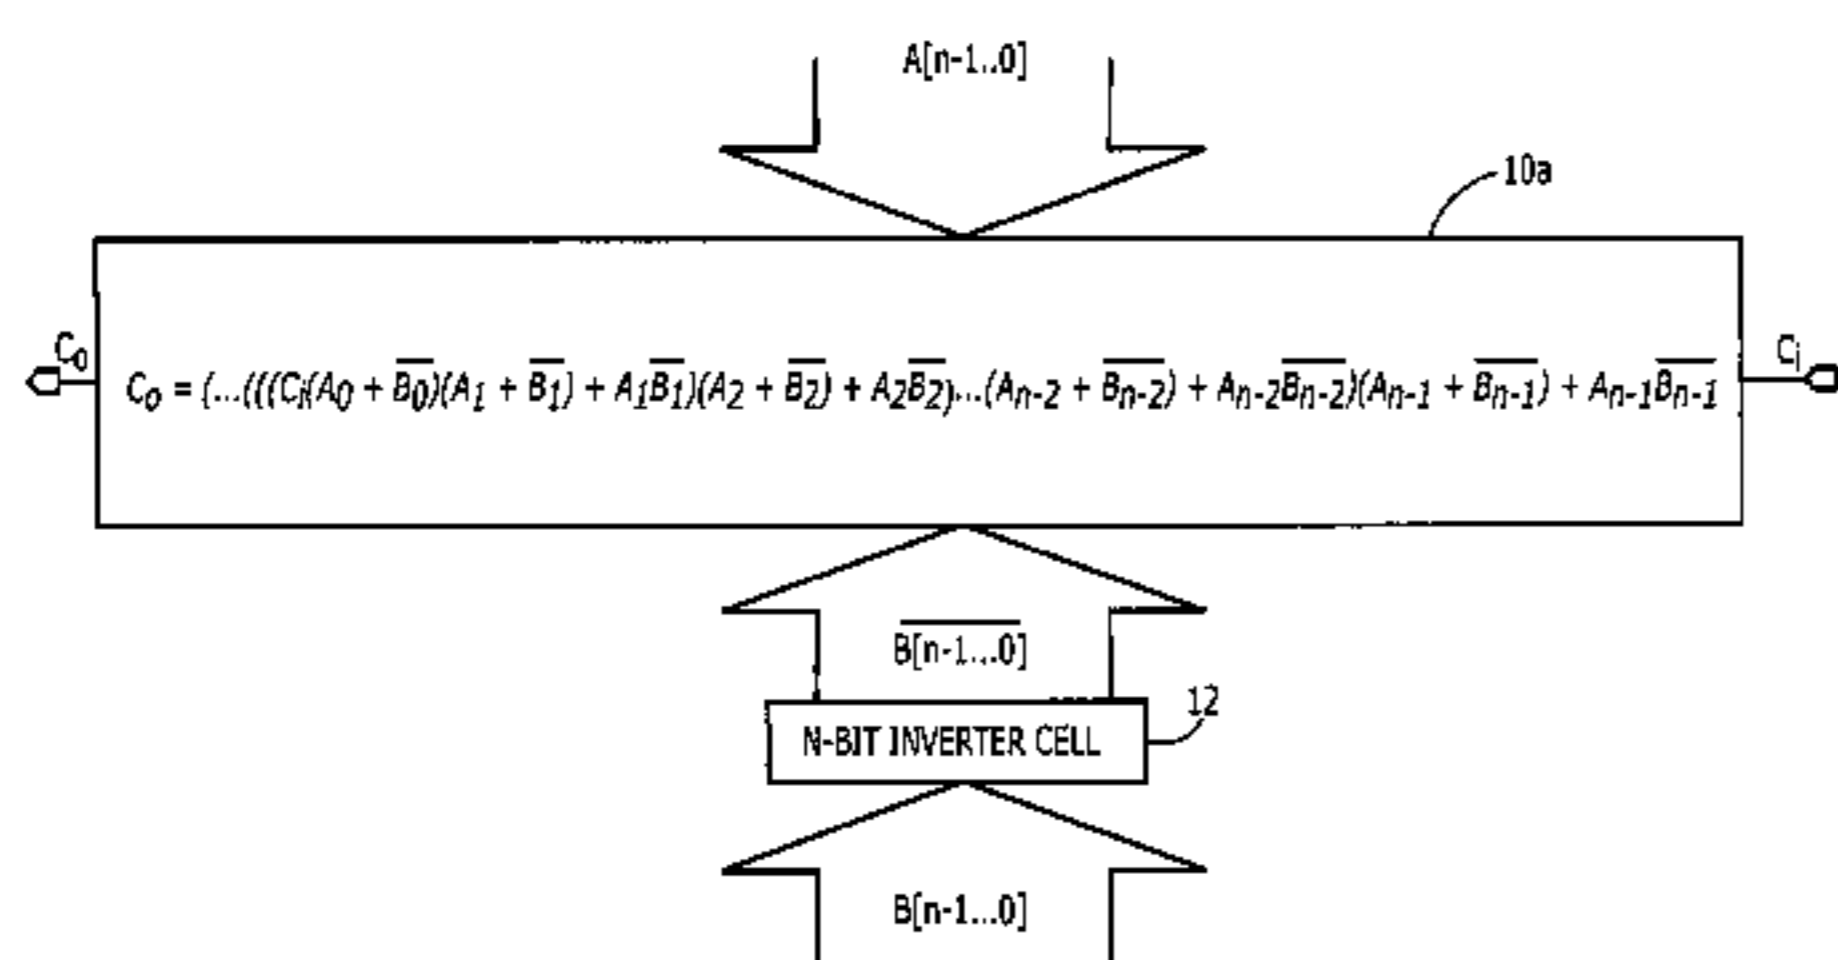 A[n-1..0]
10a
C₀
Cᵢ
Cₒ = (...(((Cᵢ(A₀ + B̅₀)(A₁ + B̅₁) + A₁B̅₁)(A₂ + B̅₂) + A₂B̅₂)...(Aₙ₋₂ + B̅ₙ₋₂) + Aₙ₋₂B̅ₙ₋₂)(Aₙ₋₁ + B̅ₙ₋₁) + Aₙ₋₁B̅ₙ₋₁
B̅[̅n̅-̅1̅.̅.̅.̅0̅]̅
12
N-BIT INVERTER CELL
B[n-1...0]